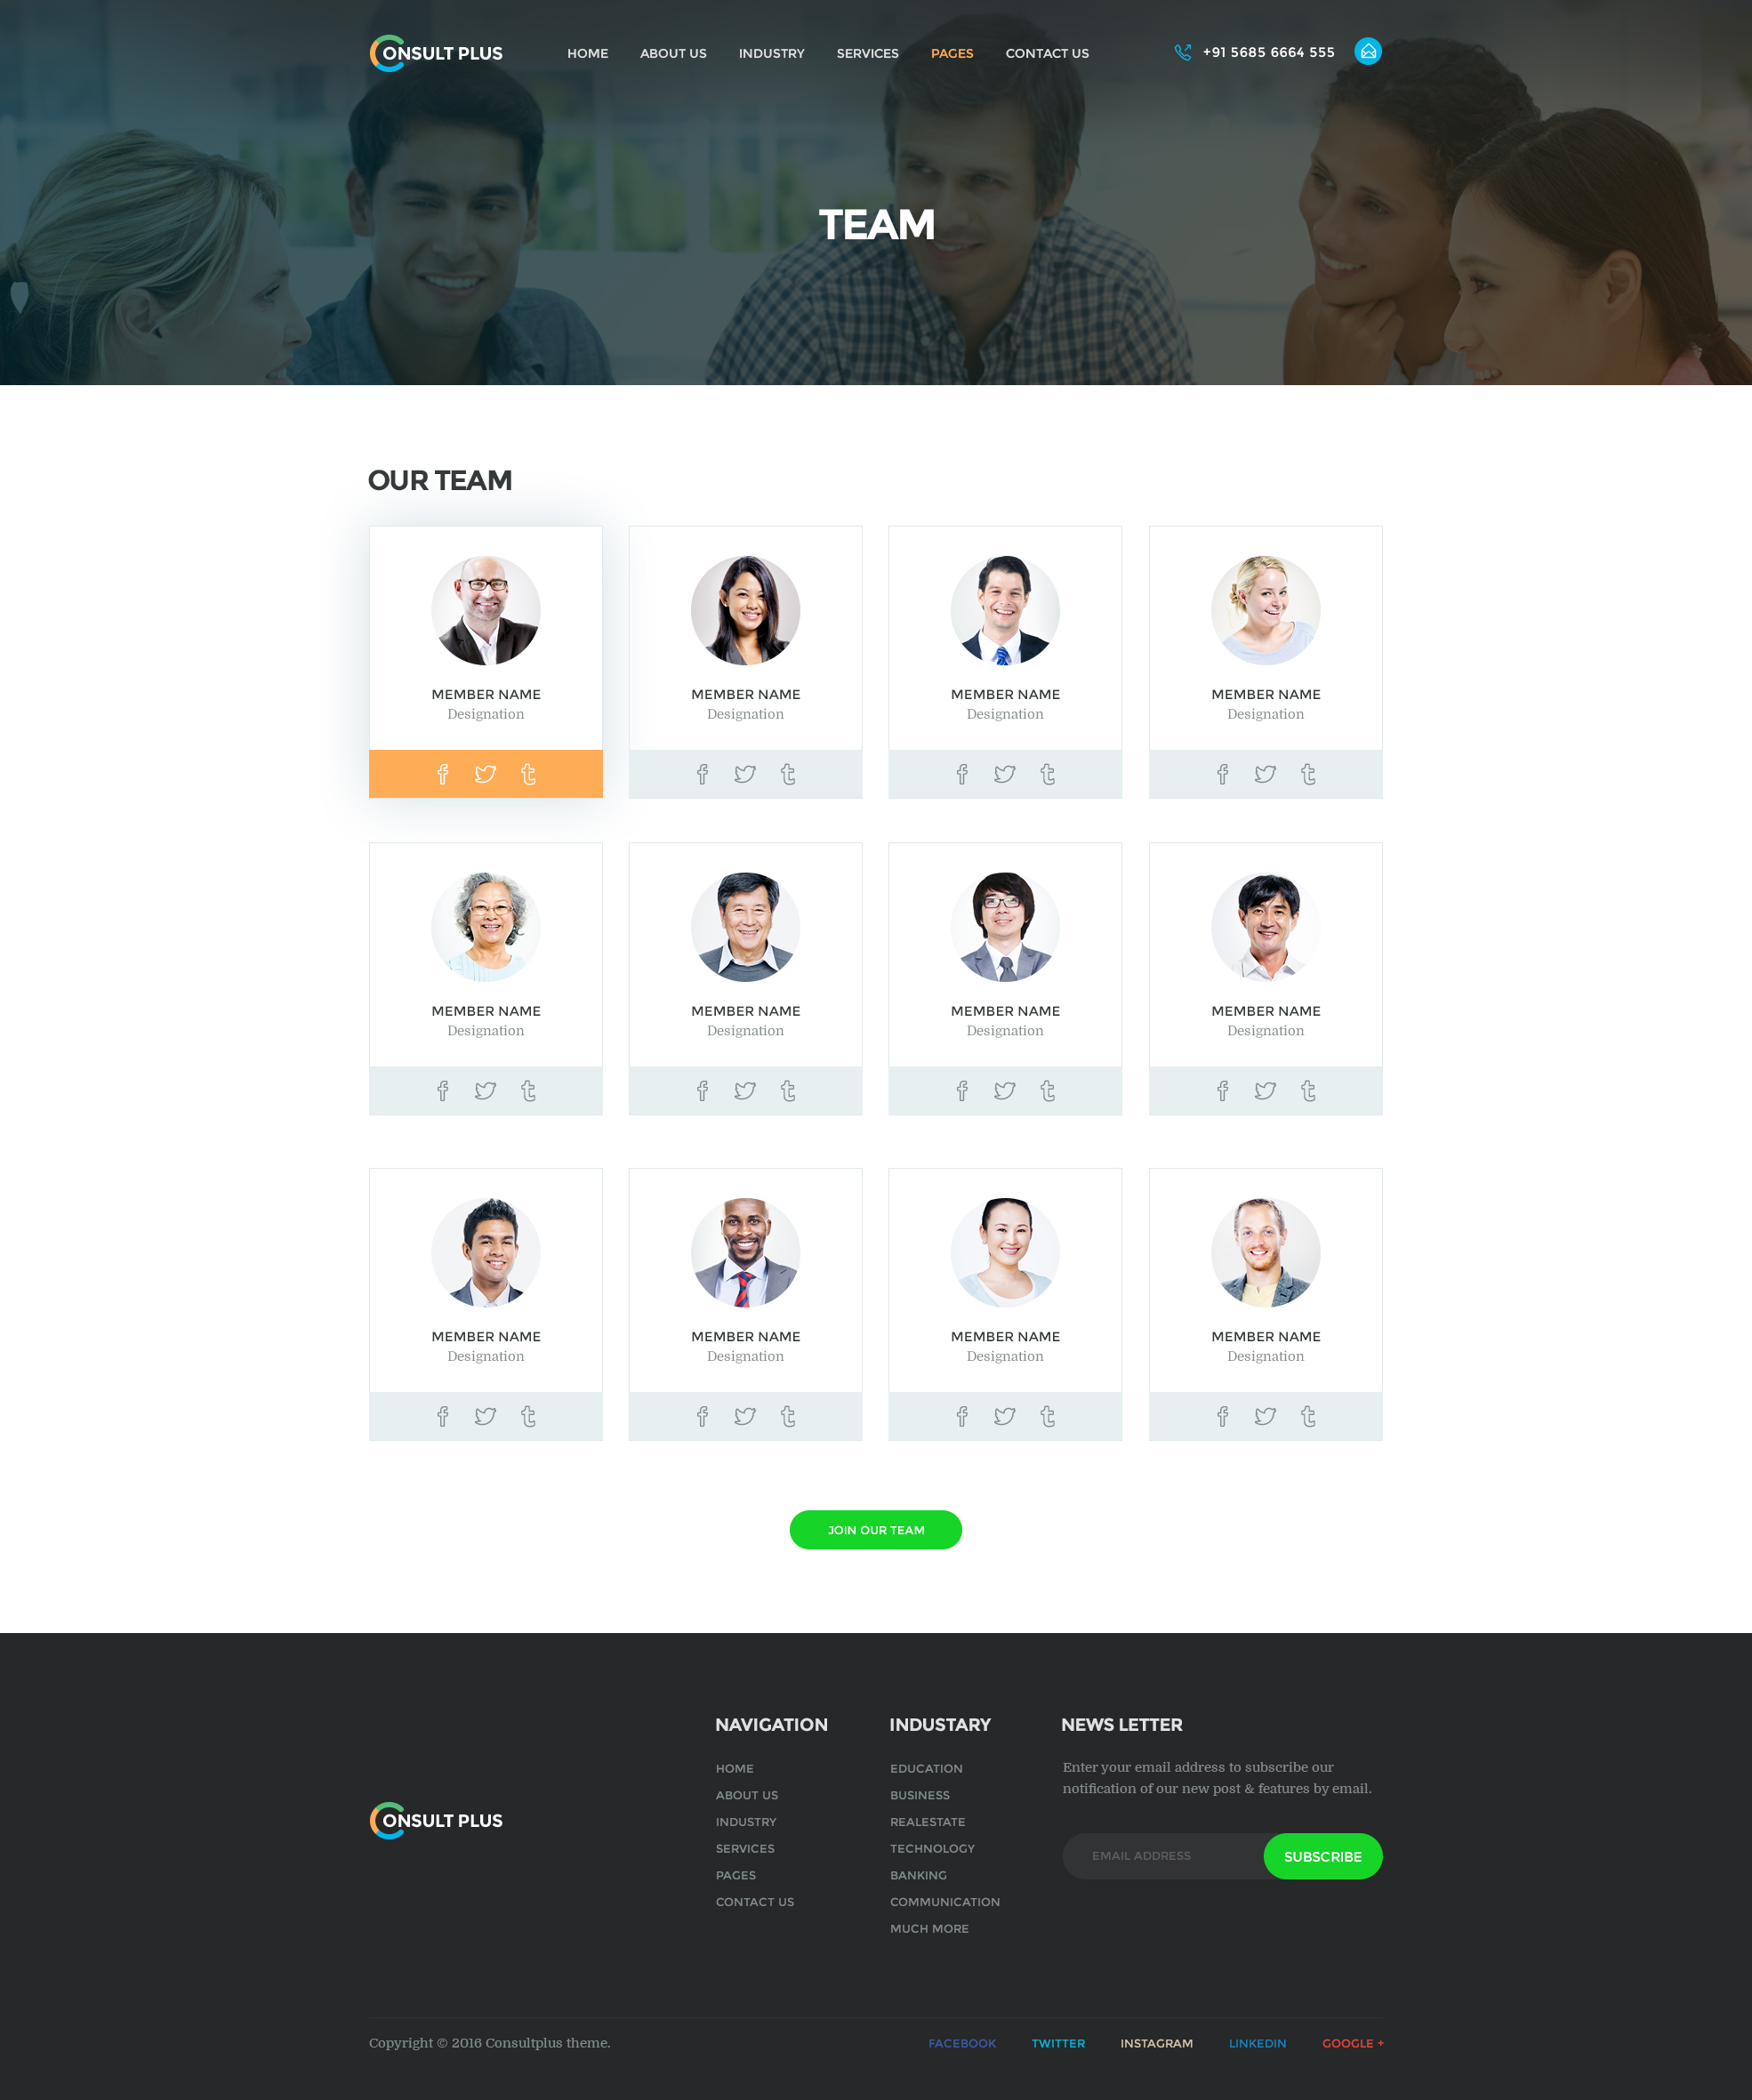 ONSULT PLUS
HOME ABOUT US INDUSTRY SERVICES PAGES CONTACT US
+91 5685 6664 555
TEAM
OUR TEAM
MEMBER NAME MEMBER NAME MEMBER NAME MEMBER NAME
Designation Designation Designation Designation
MEMBER NAME MEMBER NAME MEMBER NAME MEMBER NAME
Designation Designation Designation Designation
MEMBER NAME MEMBER NAME MEMBER NAME MEMBER NAME
Designation Designation Designation Designation
JOIN OUR TEAM
ONSULT PLUS
NAVIGATION
HOME
ABOUT US
INDUSTRY
SERVICES
PAGES
CONTACT US
INDUSTARY
EDUCATION
BUSINESS
REALESTATE
TECHNOLOGY
BANKING
COMMUNICATION
MUCH MORE
NEWS LETTER
Enter your email address to subscribe our
notification of our new post & features by email.
EMAIL ADDRESS SUBSCRIBE
Copyright © 2016 Consultplus theme.
FACEBOOK TWITTER INSTAGRAM LINKEDIN GOOGLE +